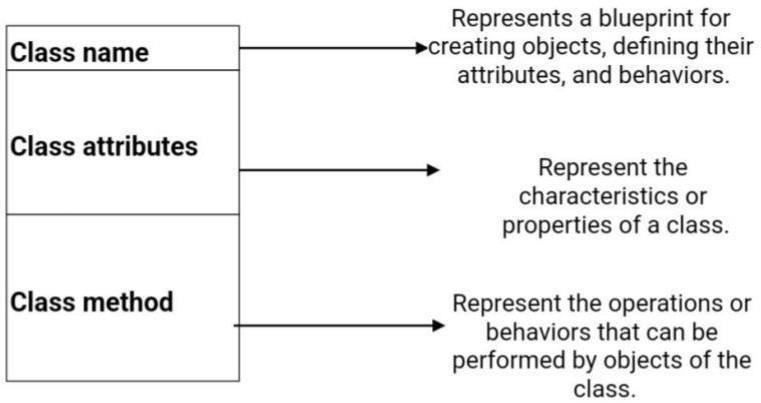 Class name
Represents a blueprint for
creating objects, defining their
attributes, and behaviors.
Class attributes
Represent the
characteristics or
properties of a class.
Class method
Represent the operations or
behaviors that can be
performed by objects of the
class.